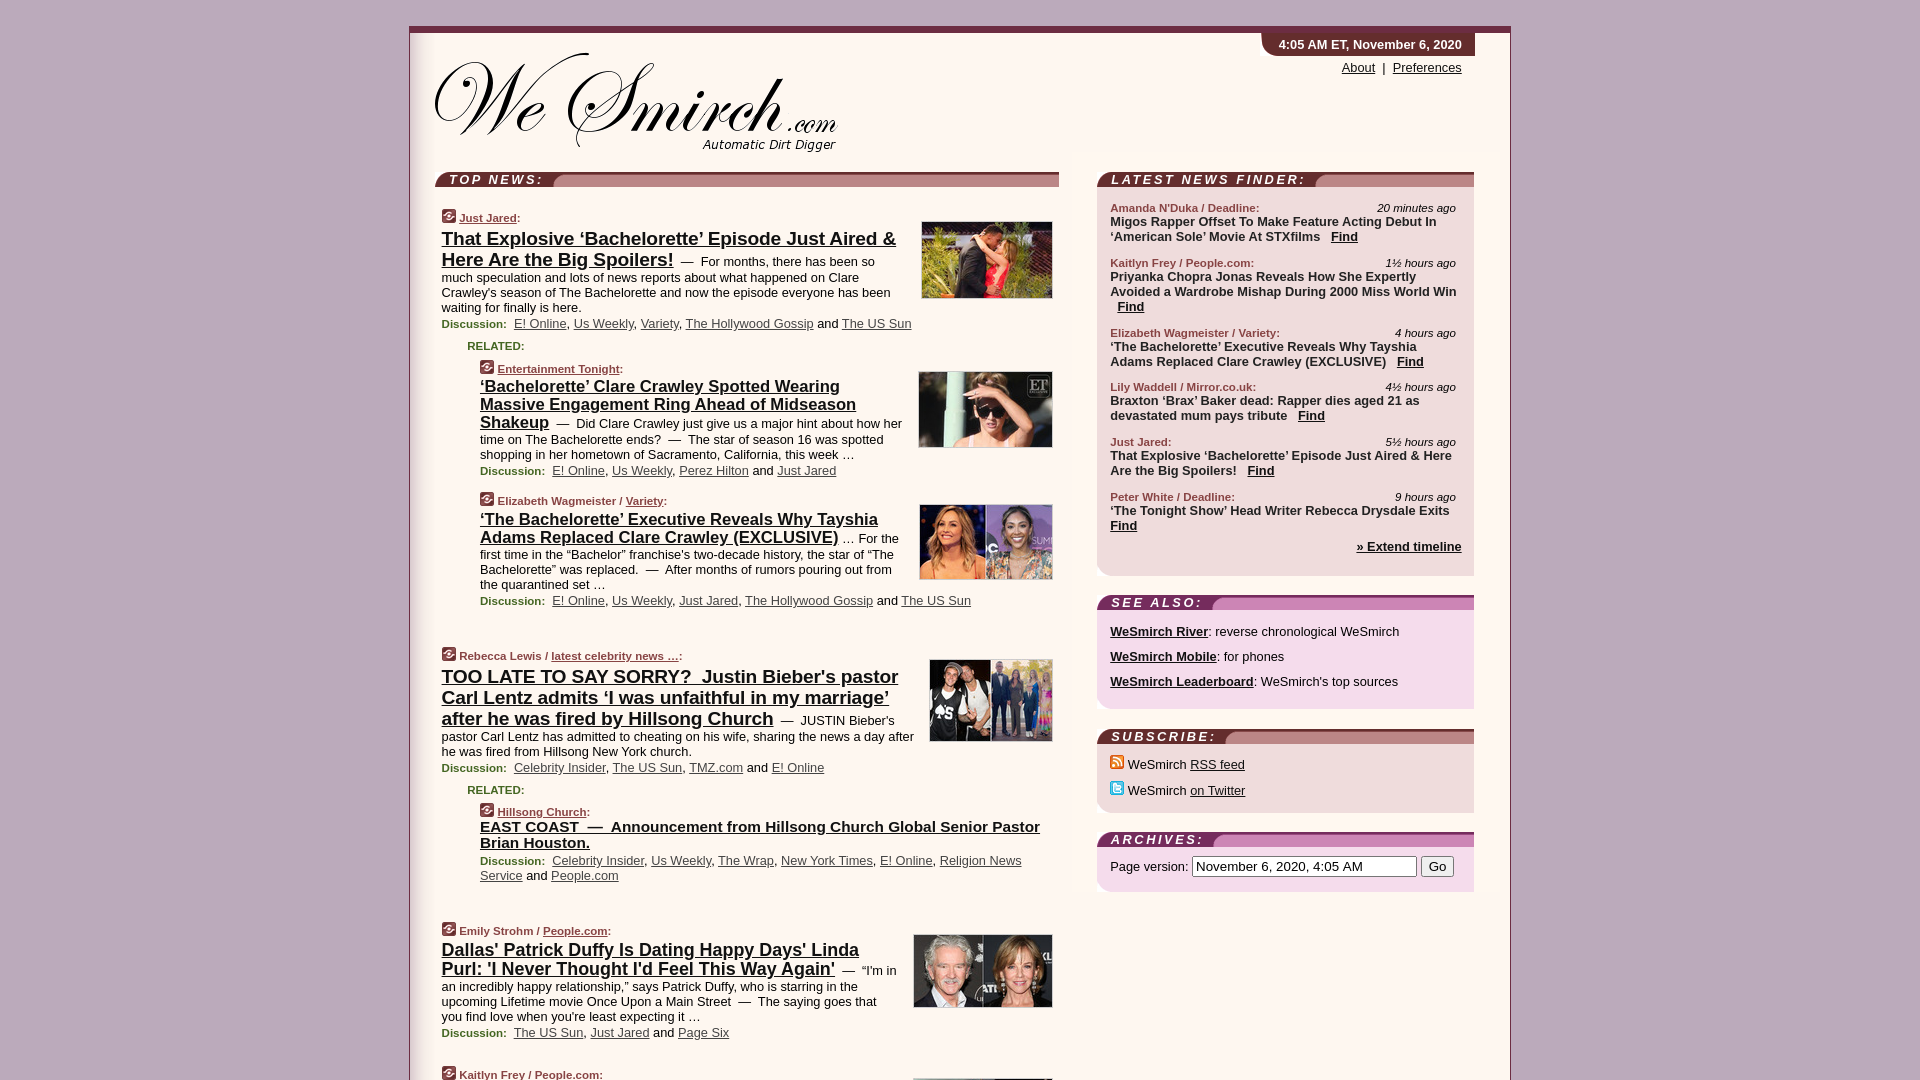 4:05 AM ET, November 6, 2020
About | Preferences
We Smirch .com
Automatic Dirt Digger
TOP NEWS:
Just Jared:
That Explosive ‘Bachelorette’ Episode Just Aired &
Here Are the Big Spoilers! — For months, there has been so
much speculation and lots of news reports about what happened on Clare
Crawley's season of The Bachelorette and now the episode everyone has been
waiting for finally is here.
Discussion: E! Online, Us Weekly, Variety, The Hollywood Gossip and The US Sun
RELATED:
Entertainment Tonight:
‘Bachelorette’ Clare Crawley Spotted Wearing
Massive Engagement Ring Ahead of Midseason
Shakeup — Did Clare Crawley just give us a major hint about how her
time on The Bachelorette ends? — The star of season 16 was spotted
shopping in her hometown of Sacramento, California, this week …
Discussion: E! Online, Us Weekly, Perez Hilton and Just Jared
ET
Elizabeth Wagmeister / Variety:
‘The Bachelorette’ Executive Reveals Why Tayshia
Adams Replaced Clare Crawley (EXCLUSIVE) … For the
first time in the “Bachelor” franchise's two-decade history, the star of “The
Bachelorette” was replaced. — After months of rumors pouring out from
the quarantined set …
Discussion: E! Online, Us Weekly, Just Jared, The Hollywood Gossip and The US Sun
Rebecca Lewis / latest celebrity news …:
TOO LATE TO SAY SORRY? Justin Bieber's pastor
Carl Lentz admits ‘I was unfaithful in my marriage’
after he was fired by Hillsong Church — JUSTIN Bieber's
pastor Carl Lentz has admitted to cheating on his wife, sharing the news a day after
he was fired from Hillsong New York church.
Discussion: Celebrity Insider, The US Sun, TMZ.com and E! Online
RELATED:
Hillsong Church:
EAST COAST — Announcement from Hillsong Church Global Senior Pastor
Brian Houston.
Discussion: Celebrity Insider, Us Weekly, The Wrap, New York Times, E! Online, Religion News
Service and People.com
Emily Strohm / People.com:
Dallas' Patrick Duffy Is Dating Happy Days' Linda
Purl: 'I Never Thought I'd Feel This Way Again' — “I'm in
an incredibly happy relationship,” says Patrick Duffy, who is starring in the
upcoming Lifetime movie Once Upon a Main Street — The saying goes that
you find love when you're least expecting it …
Discussion: The US Sun, Just Jared and Page Six
Kaitlyn Frey / People.com:
LATEST NEWS FINDER:
Amanda N'Duka / Deadline: 20 minutes ago
Migos Rapper Offset To Make Feature Acting Debut In
‘American Sole’ Movie At STXfilms Find
Kaitlyn Frey / People.com: 1½ hours ago
Priyanka Chopra Jonas Reveals How She Expertly
Avoided a Wardrobe Mishap During 2000 Miss World Win
Find
Elizabeth Wagmeister / Variety: 4 hours ago
‘The Bachelorette’ Executive Reveals Why Tayshia
Adams Replaced Clare Crawley (EXCLUSIVE) Find
Lily Waddell / Mirror.co.uk: 4½ hours ago
Braxton ‘Brax’ Baker dead: Rapper dies aged 21 as
devastated mum pays tribute Find
Just Jared: 5½ hours ago
That Explosive ‘Bachelorette’ Episode Just Aired & Here
Are the Big Spoilers! Find
Peter White / Deadline: 9 hours ago
‘The Tonight Show’ Head Writer Rebecca Drysdale Exits
Find
» Extend timeline
SEE ALSO:
WeSmirch River: reverse chronological WeSmirch
WeSmirch Mobile: for phones
WeSmirch Leaderboard: WeSmirch's top sources
SUBSCRIBE:
WeSmirch RSS feed
WeSmirch on Twitter
ARCHIVES:
Page version: November 6, 2020, 4:05 AM Go